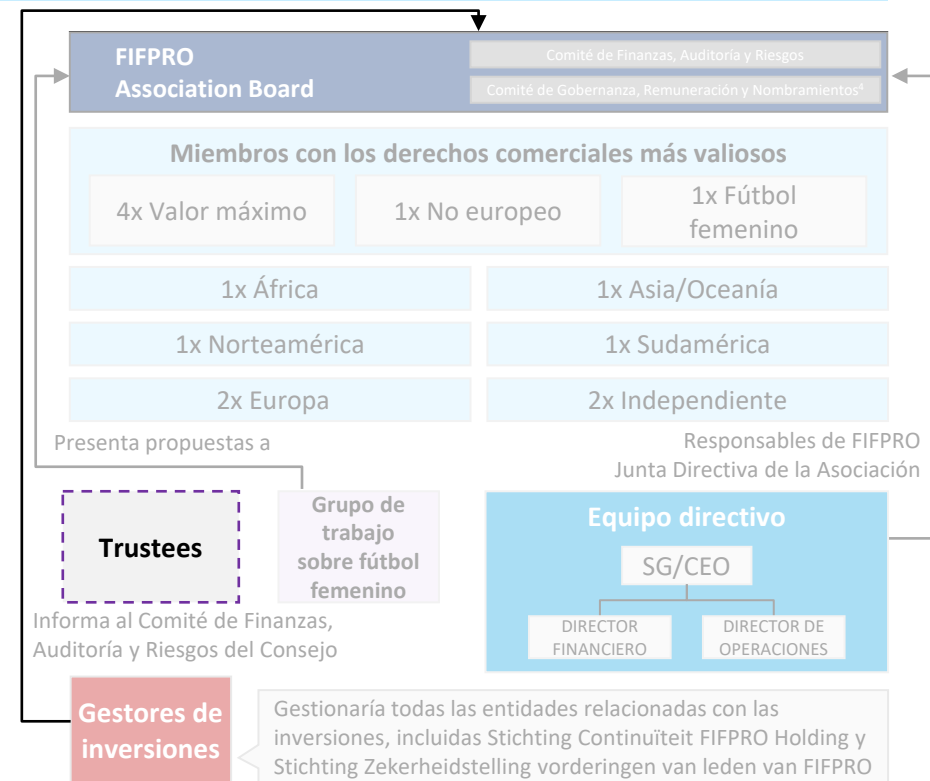 FIFPRO
Association Board
Comité de Finanzas, Auditoría y Riesgos
Comité de Gobernanza, Remuneración y Nombramientos⁴
Miembros con los derechos comerciales más valiosos
4x Valor máximo
1x No europeo
1x Fútbol
femenino
1x África
1x Asia/Oceanía
1x Norteamérica
1x Sudamérica
2x Europa
2x Independiente
Presenta propuestas a
Responsables de FIFPRO
Junta Directiva de la Asociación
Trustees
Grupo de
trabajo
sobre fútbol
femenino
Informa al Comité de Finanzas,
Auditoría y Riesgos del Consejo
Equipo directivo
SG/CEO
DIRECTOR
FINANCIERO
DIRECTOR DE
OPERACIONES
Gestores de
inversiones
Gestionaría todas las entidades relacionadas con las
inversiones, incluidas Stichting Continuïteit FIFPRO Holding y
Stichting Zekerheidstelling vorderingen van leden van FIFPRO